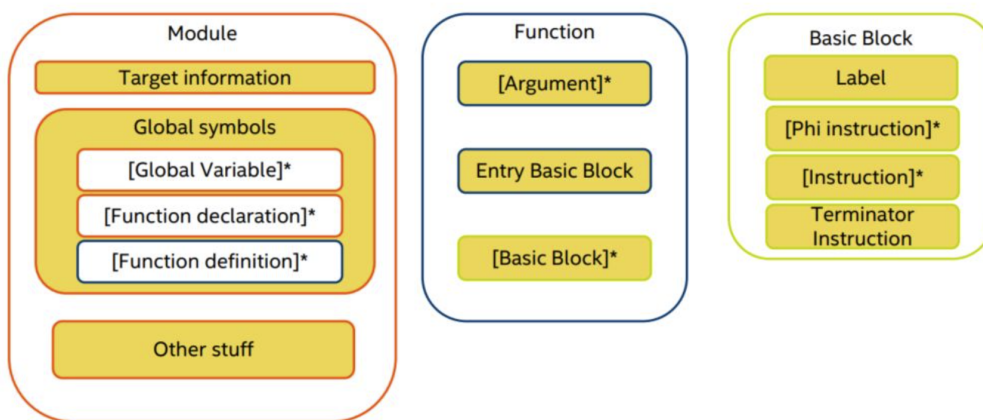 Module
Target information
Global symbols
[Global Variable]*
[Function declaration]*
[Function definition]*
Other stuff
Function
[Argument]*
Entry Basic Block
[Basic Block]*
Basic Block
Label
[Phi instruction]*
[Instruction]*
Terminator
Instruction